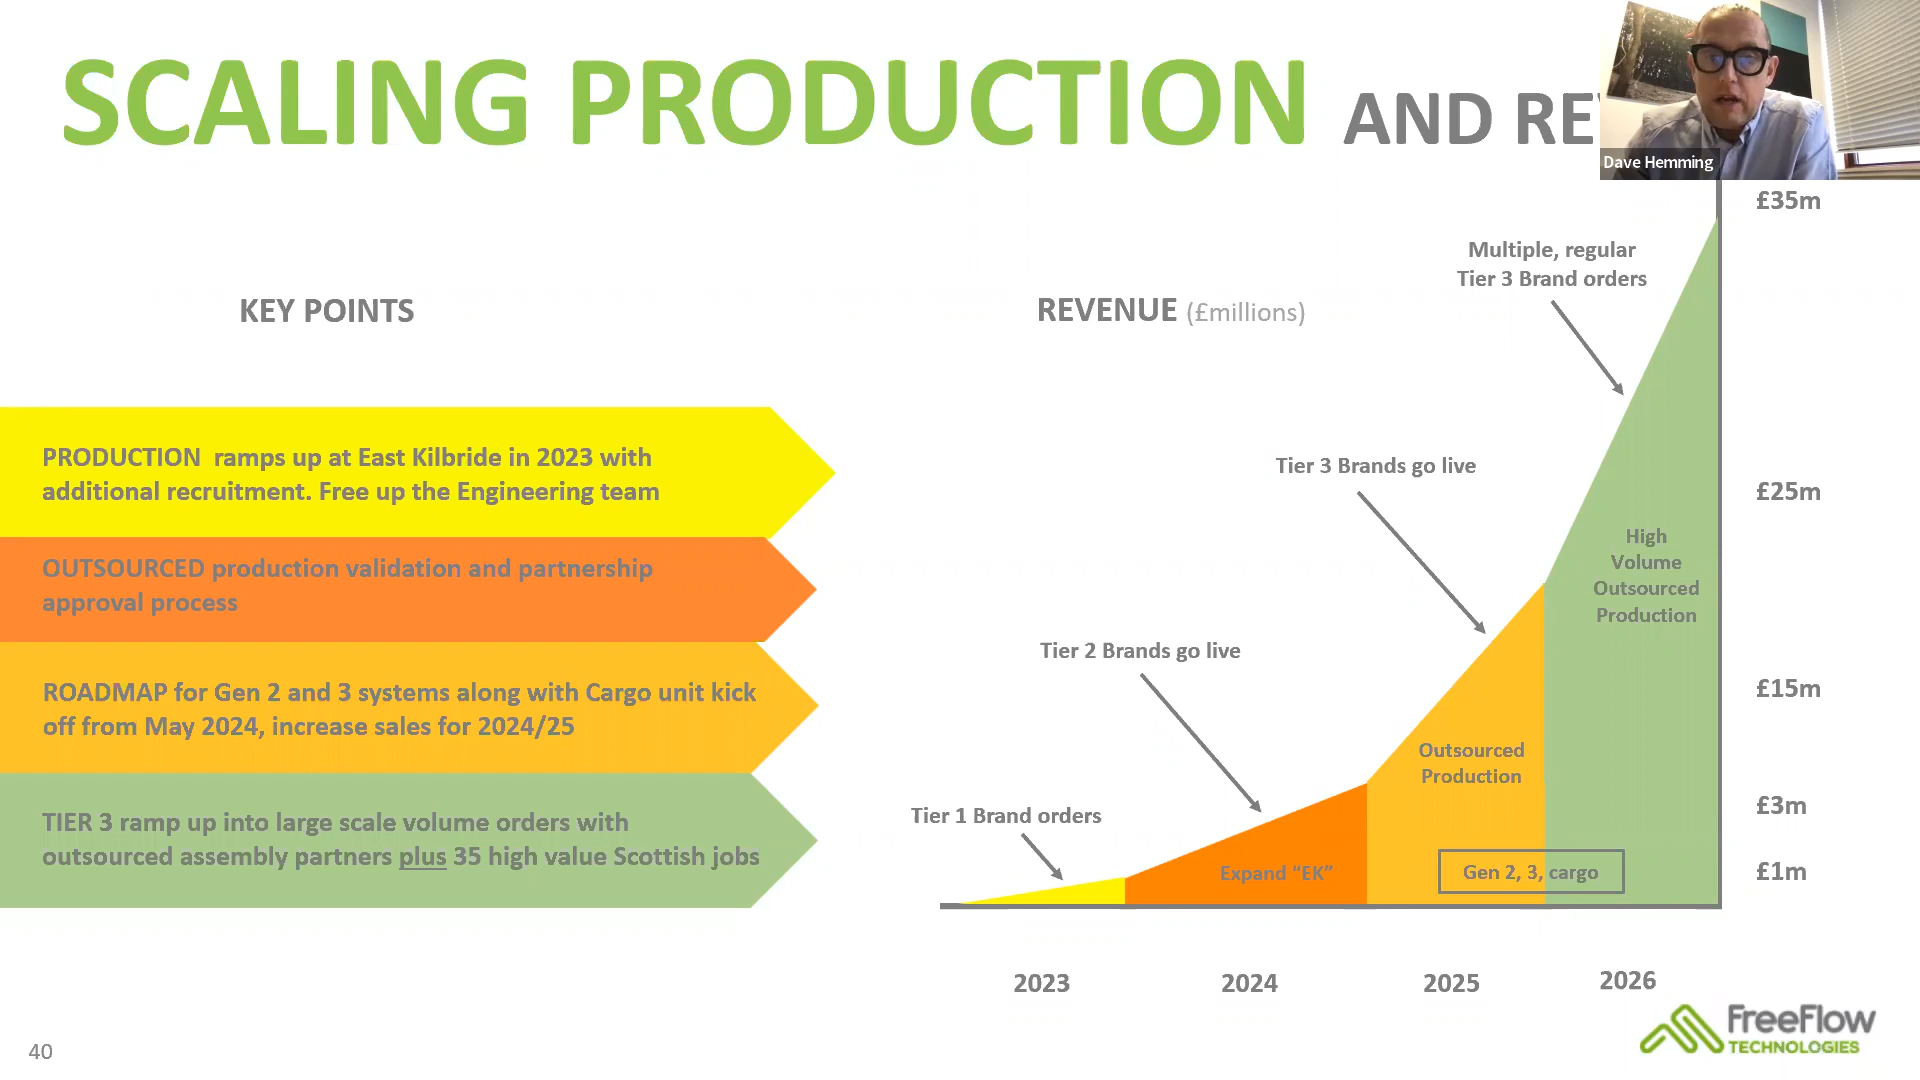 SCALING PRODUCTION AND RE
Dave Hemming
KEY POINTS
PRODUCTION ramps up at East Kilbride in 2023 with
additional recruitment. Free up the Engineering team
OUTSOURCED production validation and partnership
approval process
ROADMAP for Gen 2 and 3 systems along with Cargo unit kick
off from May 2024, increase sales for 2024/25
TIER 3 ramp up into large scale volume orders with
outsourced assembly partners plus 35 high value Scottish jobs
REVENUE (£millions)
£35m
£25m
£15m
£3m
£1m
Multiple, regular
Tier 3 Brand orders
Tier 3 Brands go live
Tier 2 Brands go live
Tier 1 Brand orders
High
Volume
Outsourced
Production
Outsourced
Production
Expand “EK”
Gen 2, 3, cargo
2023
2024
2025
2026
FreeFlow
TECHNOLOGIES
40